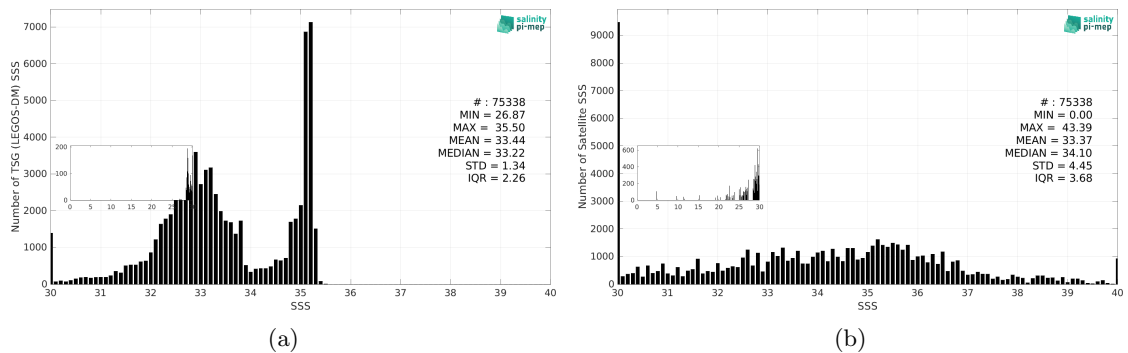 7000
6000
5000
4000
3000
2000
1000
0
Number of TSG (LEGOS-DM) SSS
salinity
pi-mep
# : 75338
MIN = 26.87
MAX = 35.50
MEAN = 33.44
MEDIAN = 33.22
STD = 1.34
IQR = 2.26
200
100
0
0 5 10 15 20 25
30 31 32 33 34 35 36 37 38 39 40
SSS
(a)
9000
8000
7000
6000
5000
4000
3000
2000
1000
0
Number of Satellite SSS
salinity
pi-mep
# : 75338
MIN = 0.00
MAX = 43.39
MEAN = 33.37
MEDIAN = 34.10
STD = 4.45
IQR = 3.68
600
400
200
0
0 5 10 15 20 25 30
30 31 32 33 34 35 36 37 38 39 40
SSS
(b)